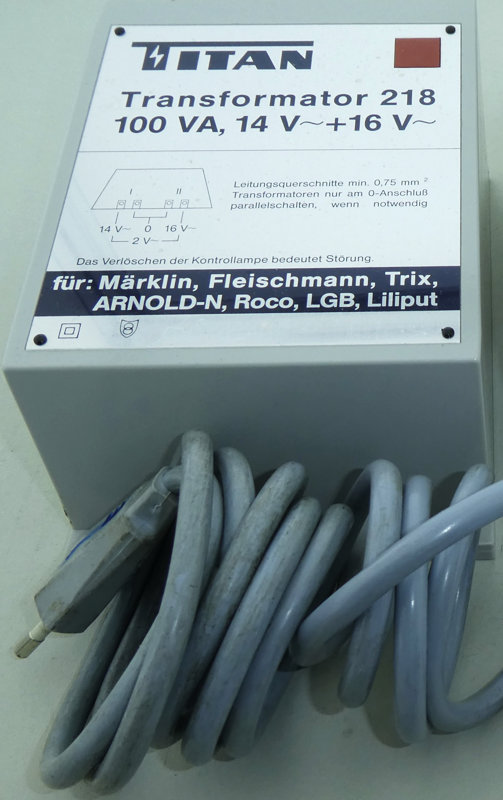 TITAN
Transformator 218
100 VA, 14 V~+16 V~
I II
Leitungsquerschnitte min. 0,75 mm ²
Transformatoren nur am 0-Anschluß
parallelschalten, wenn notwendig
14 V~ 0 16 V~
2 V~
Das Verlöschen der Kontrollampe bedeutet Störung.
für: Märklin, Fleischmann, Trix,
ARNOLD-N, Roco, LGB, Liliput